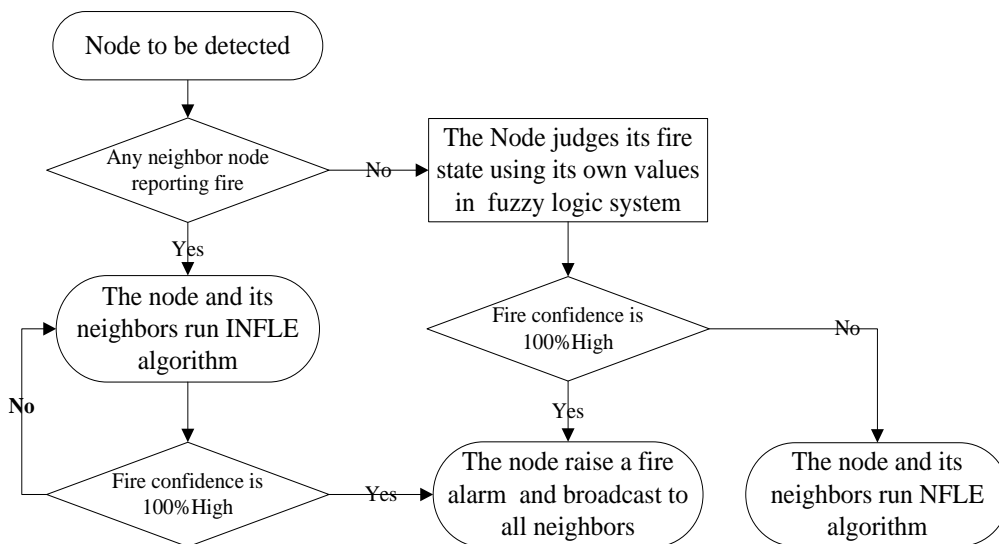 Node to be detected
Any neighbor node
reporting fire
No
The Node judges its fire
state using its own values
in fuzzy logic system
Yes
The node and its
neighbors run INFLE
algorithm
Fire confidence is
100%High
No
No
Yes
Fire confidence is
100%High
Yes
The node raise a fire
alarm and broadcast to
all neighbors
The node and its
neighbors run NFLE
algorithm